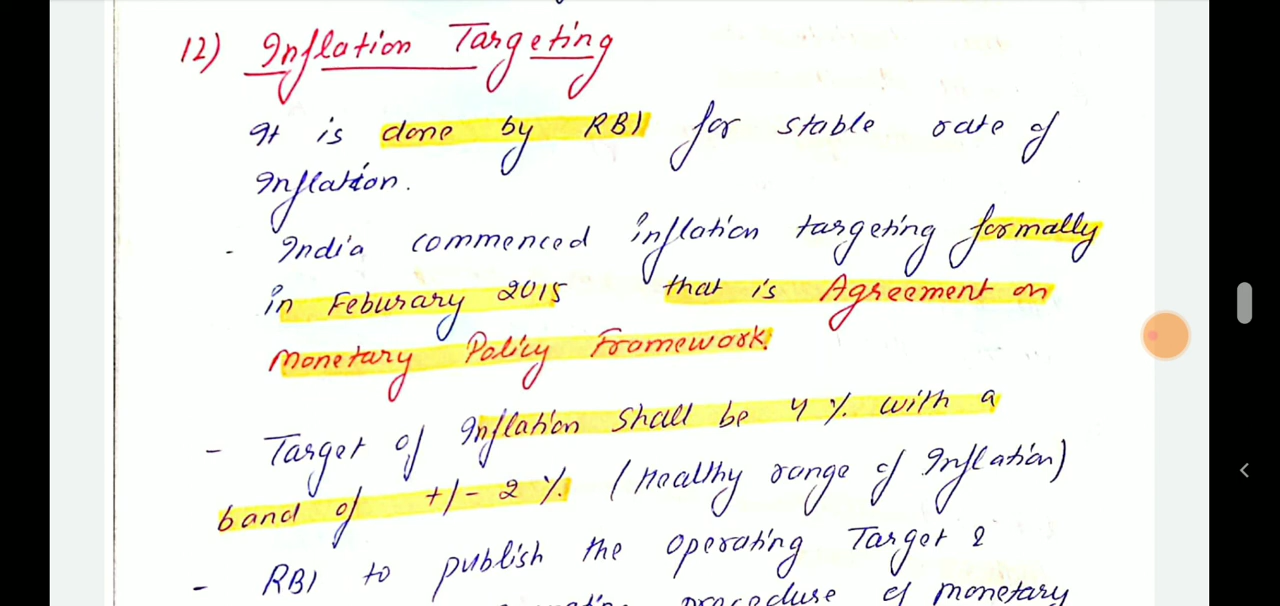 12) Inflation Targeting
It is done by RBI for stable rate of
Inflation.
- India commenced inflation targeting formally
in Feburary 2015 that is Agreement on
Monetary Policy Framework.
- Target of Inflation shall be 4 % with a
band of +/- 2 %. (Healthy range of Inflation)
- RBI to publish the operating Target &
procedure of monetary